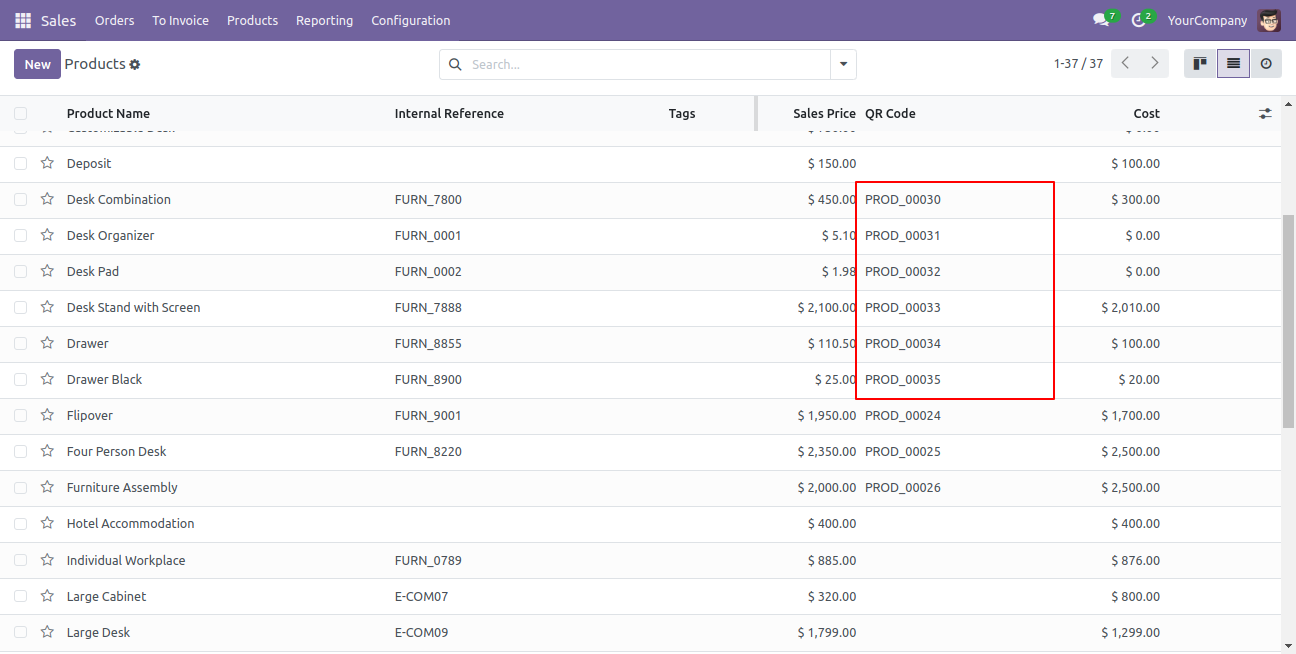 Sales Orders To Invoice Products Reporting Configuration 7 2 YourCompany
New Products Search... 1-37 / 37
Product Name Internal Reference Tags Sales Price QR Code Cost
Deposit $ 150.00 $ 100.00
Desk Combination FURN_7800 $ 450.00 PROD_00030 $ 300.00
Desk Organizer FURN_0001 $ 5.10 PROD_00031 $ 0.00
Desk Pad FURN_0002 $ 1.98 PROD_00032 $ 0.00
Desk Stand with Screen FURN_7888 $ 2,100.00 PROD_00033 $ 2,010.00
Drawer FURN_8855 $ 110.50 PROD_00034 $ 100.00
Drawer Black FURN_8900 $ 25.00 PROD_00035 $ 20.00
Flipover FURN_9001 $ 1,950.00 PROD_00024 $ 1,700.00
Four Person Desk FURN_8220 $ 2,350.00 PROD_00025 $ 2,500.00
Furniture Assembly $ 2,000.00 PROD_00026 $ 2,500.00
Hotel Accommodation $ 400.00 $ 400.00
Individual Workplace FURN_0789 $ 885.00 $ 876.00
Large Cabinet E-COM07 $ 320.00 $ 800.00
Large Desk E-COM09 $ 1,799.00 $ 1,299.00